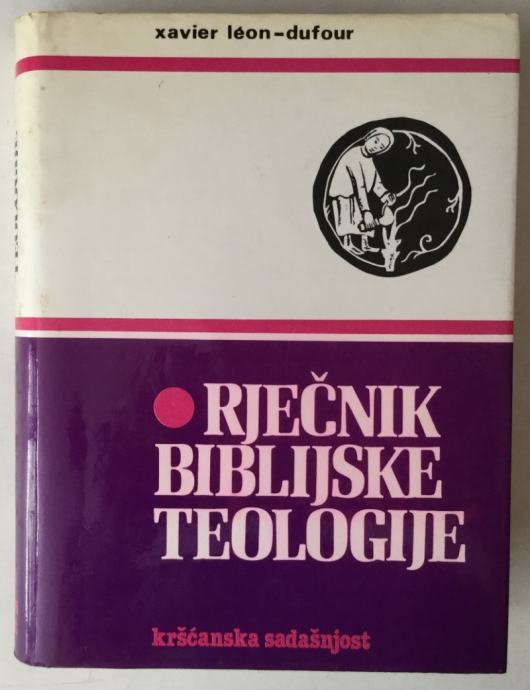 xavier léon-dufour
RJEČNIK
BIBLIJSKE
TEOLOGIJE
kršćanska sadašnjost